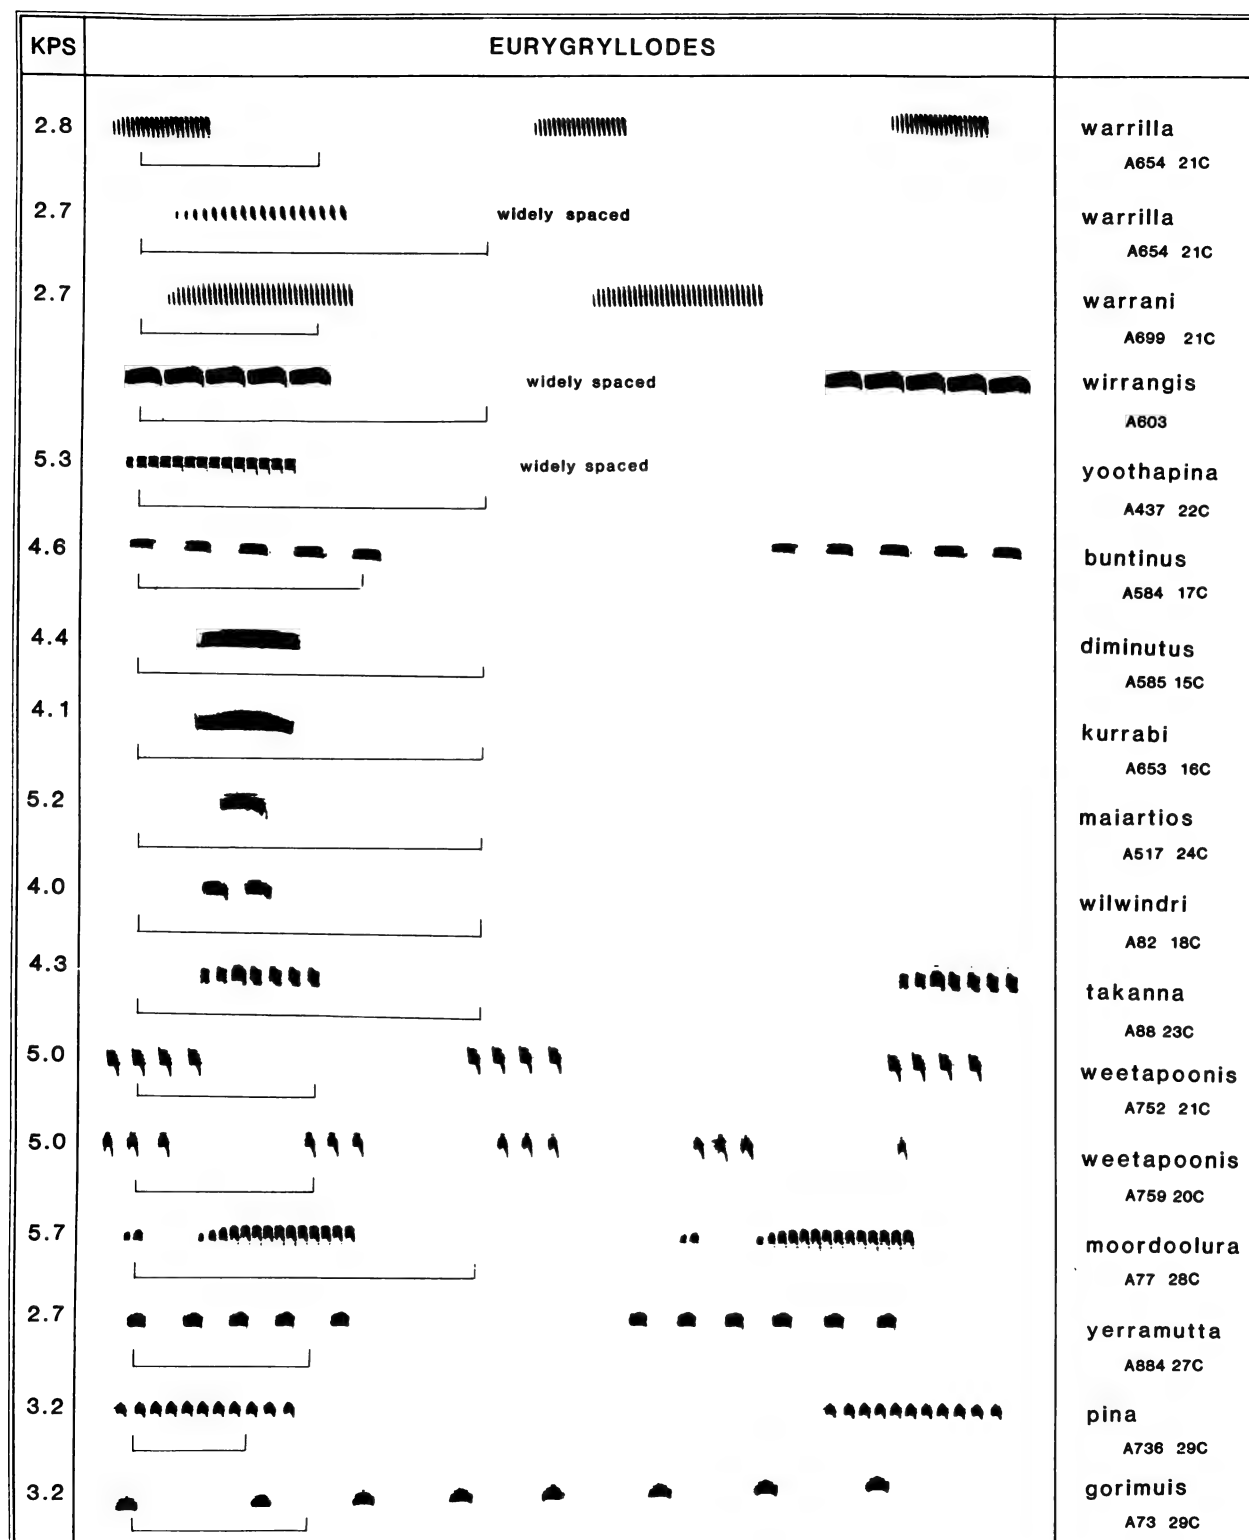 KPS EURYGRYLLODES
2.8 warrilla
A654 21C
2.7 widely spaced warrilla
A654 21C
2.7 warrani
A699 21C
widely spaced wirrangis
A603
5.3 widely spaced yoothapina
A437 22C
4.6 buntinus
A584 17C
4.4 diminutus
A585 15C
4.1 kurrabi
A653 16C
5.2 maiartios
A517 24C
4.0 wilwindri
A82 18C
4.3 takanna
A88 23C
5.0 weetapoonis
A752 21C
5.0 weetapoonis
A759 20C
5.7 moordoolura
A77 28C
2.7 yerramutta
A884 27C
3.2 pina
A736 29C
3.2 gorimuis
A73 29C